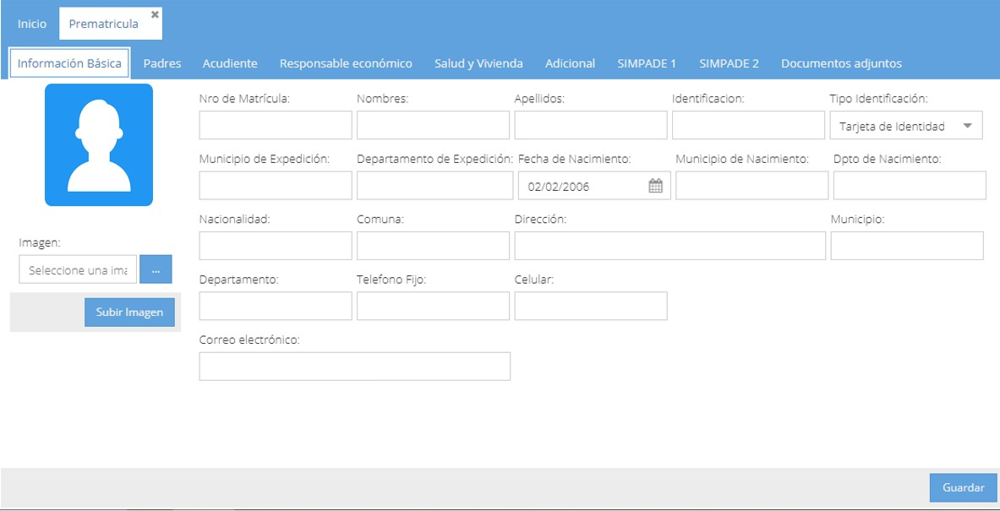 Inicio Prematricula
Información Básica Padres Acudiente Responsable económico Salud y Vivienda Adicional SIMPADE 1 SIMPADE 2 Documentos adjuntos
Nro de Matrícula: Nombres: Apellidos: Identificacion: Tipo Identificación:
Tarjeta de Identidad
Municipio de Expedición: Departamento de Expedición: Fecha de Nacimiento: Municipio de Nacimiento: Dpto de Nacimiento:
02/02/2006
Nacionalidad: Comuna: Dirección: Municipio:
Imagen:
Seleccione una ima ...
Departamento: Telefono Fijo: Celular:
Subir Imagen
Correo electrónico:
Guardar